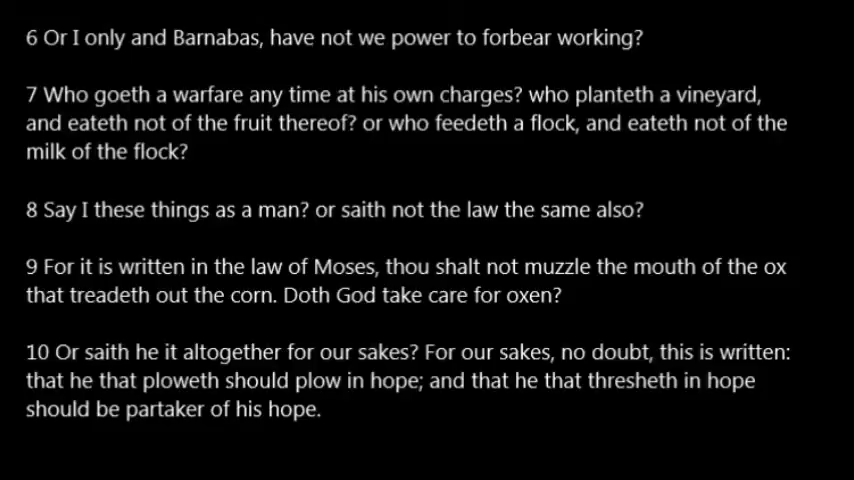 6 Or I only and Barnabas, have not we power to forbear working?
7 Who goeth a warfare any time at his own charges? who planteth a vineyard,
and eateth not of the fruit thereof? or who feedeth a flock, and eateth not of the
milk of the flock?
8 Say I these things as a man? or saith not the law the same also?
9 For it is written in the law of Moses, thou shalt not muzzle the mouth of the ox
that treadeth out the corn. Doth God take care for oxen?
10 Or saith he it altogether for our sakes? For our sakes, no doubt, this is written:
that he that ploweth should plow in hope; and that he that thresheth in hope
should be partaker of his hope.